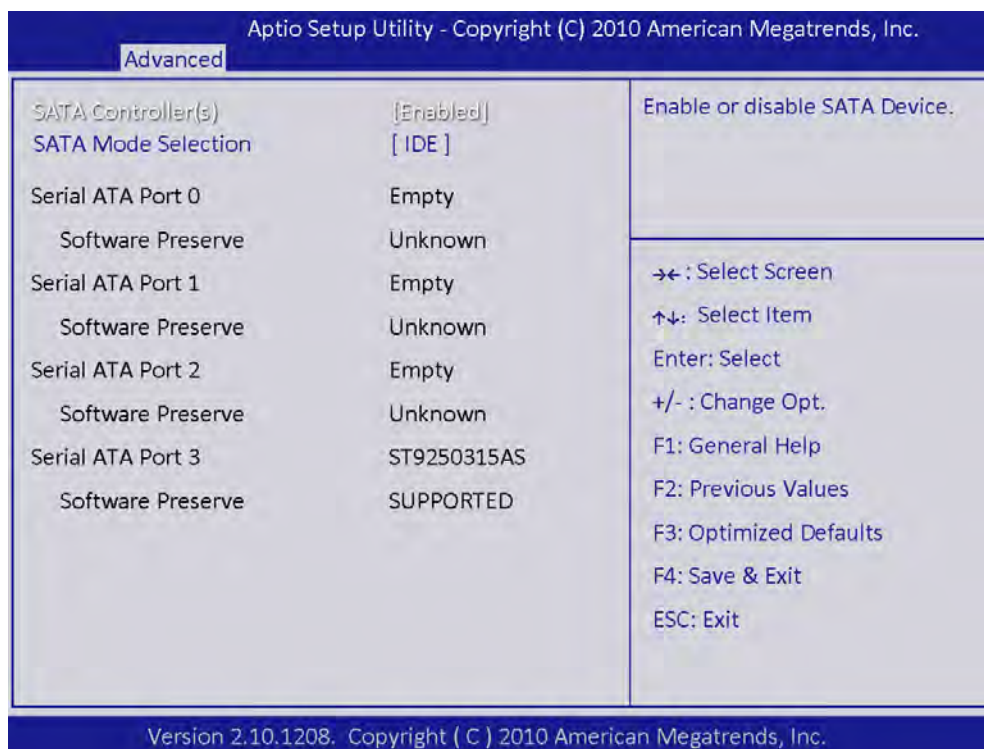 Aptio Setup Utility - Copyright (C) 2010 American Megatrends, Inc.
Advanced
SATA Controller(s) [Enabled]
SATA Mode Selection [ IDE ]
Serial ATA Port 0 Empty
Software Preserve Unknown
Serial ATA Port 1 Empty
Software Preserve Unknown
Serial ATA Port 2 Empty
Software Preserve Unknown
Serial ATA Port 3 ST9250315AS
Software Preserve SUPPORTED
Enable or disable SATA Device.
→←: Select Screen
↑↓: Select Item
Enter: Select
+/- : Change Opt.
F1: General Help
F2: Previous Values
F3: Optimized Defaults
F4: Save & Exit
ESC: Exit
Version 2.10.1208. Copyright ( C ) 2010 American Megatrends, Inc.